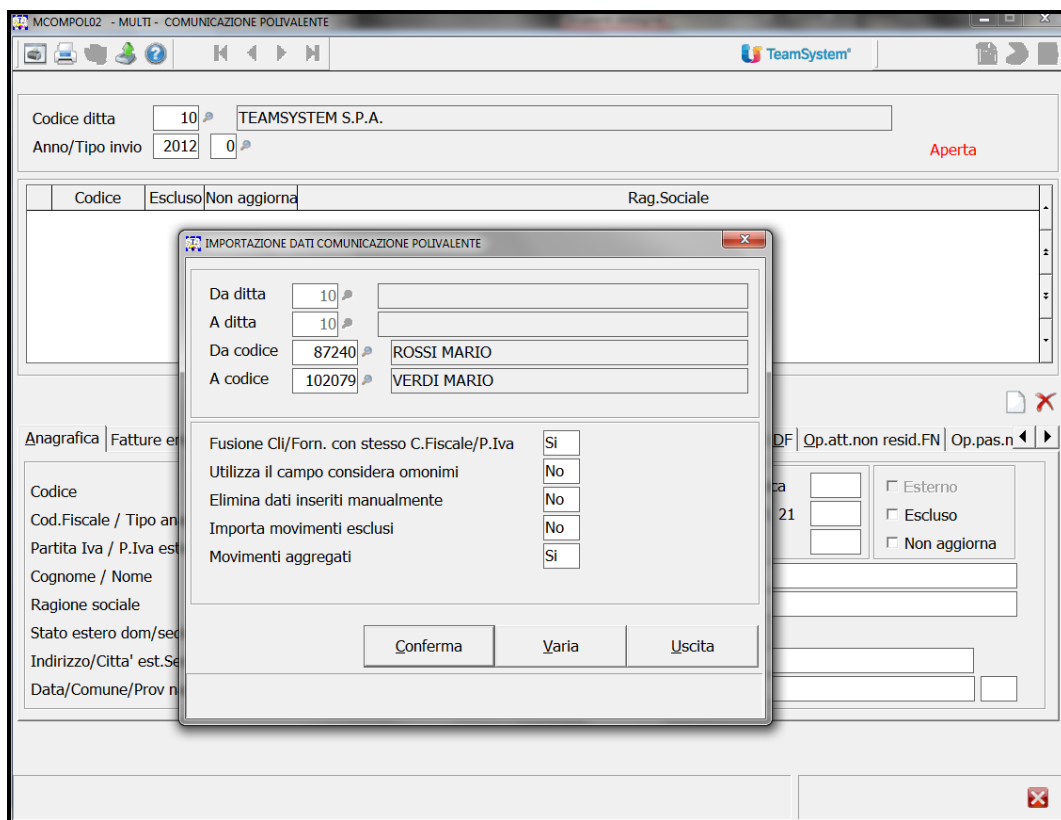 MCOMPOL02 - MULTI - COMUNICAZIONE POLIVALENTE
TeamSystem®
Codice ditta 10 TEAMSYSTEM S.P.A.
Anno/Tipo invio 2012 0
Aperta
Codice Escluso Non aggiorna Rag.Sociale
IMPORTAZIONE DATI COMUNICAZIONE POLIVALENTE
Da ditta 10
A ditta 10
Da codice 87240 ROSSI MARIO
A codice 102079 VERDI MARIO
Fusione Cli/Forn. con stesso C.Fiscale/P.Iva Si
Utilizza il campo considera omonimi No
Elimina dati inseriti manualmente No
Importa movimenti esclusi No
Movimenti aggregati Si
Conferma Varia Uscita
Anagrafica Fatture en DF Op.att.non resid.FN Op.pas.n
Codice ca Esterno
Cod.Fiscale / Tipo an 21 Escluso
Partita Iva / P.Iva est Non aggiorna
Cognome / Nome
Ragione sociale
Stato estero dom/sed
Indirizzo/Citta' est.Se
Data/Comune/Prov n